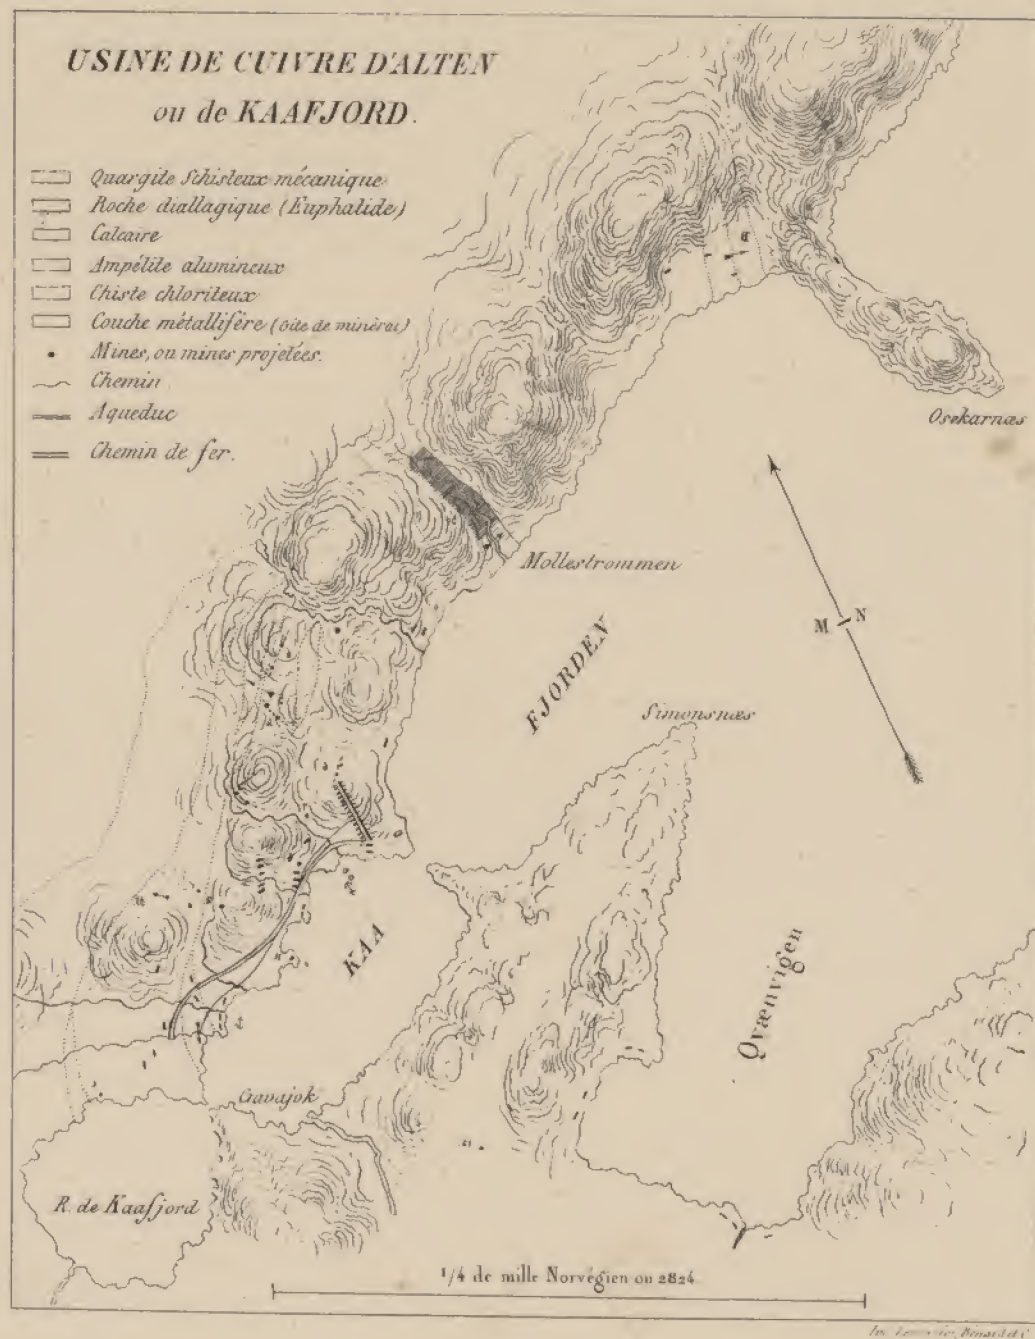 USINE DE CUIVRE D'ALTEN
ou de KAAFJORD.
Quargite Schisteux mécanique
Roche diallagique (Euphalide)
Calcaire
Ampélite alumineux
Chiste chloriteux
Couche métallifère (Gite de minérai)
Mines, ou mines projetées.
Chemin
Aqueduc
Chemin de fer.
Osekarnæs
Mollestrommen
M N
FJORDEN
Simonsnæs
KAA
Qvænvigen
Gavajok
R. de Kaafjord
1/4 de mille Norvégien ou 2824